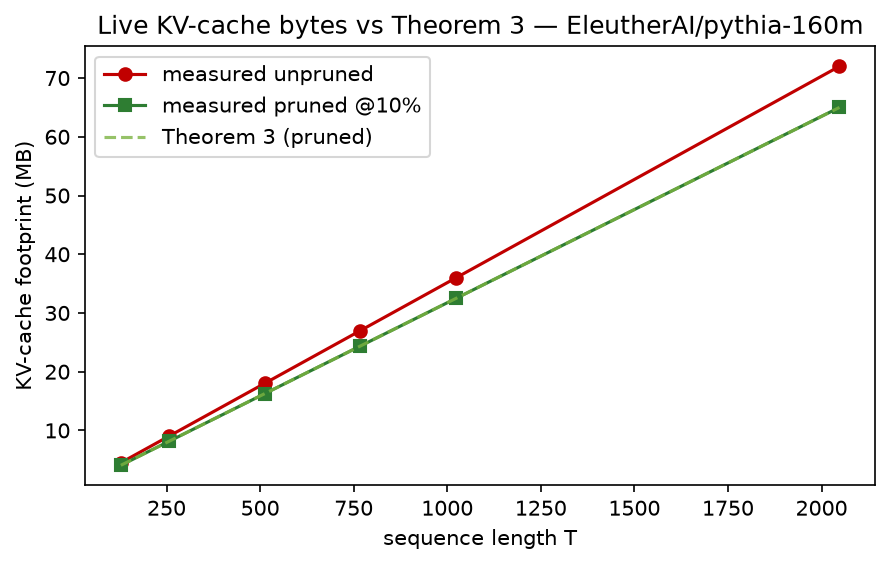 Live KV-cache bytes vs Theorem 3 — EleutherAI/pythia-160m
measured unpruned
measured pruned @10%
Theorem 3 (pruned)
KV-cache footprint (MB)
70
60
50
40
30
20
10
250 500 750 1000 1250 1500 1750 2000
sequence length T